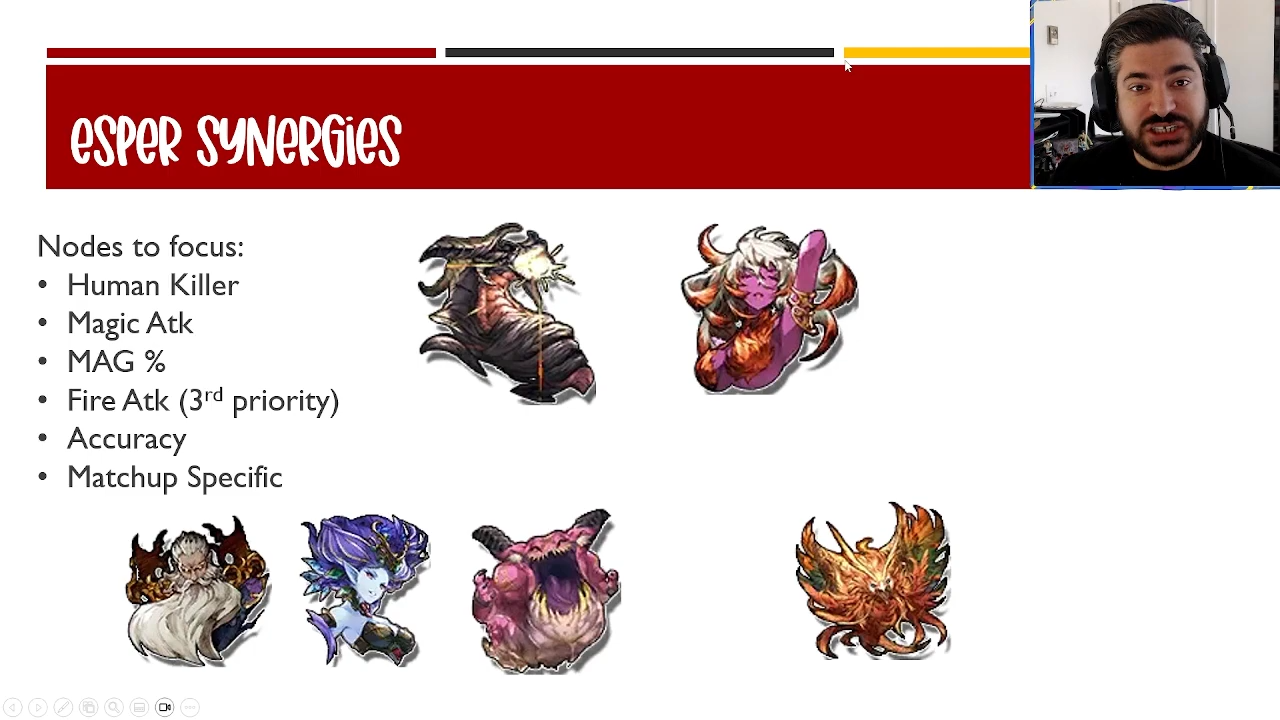 ESPER SYNERGIES
Nodes to focus:
• Human Killer
• Magic Atk
• MAG %
• Fire Atk (3rd priority)
• Accuracy
• Matchup Specific